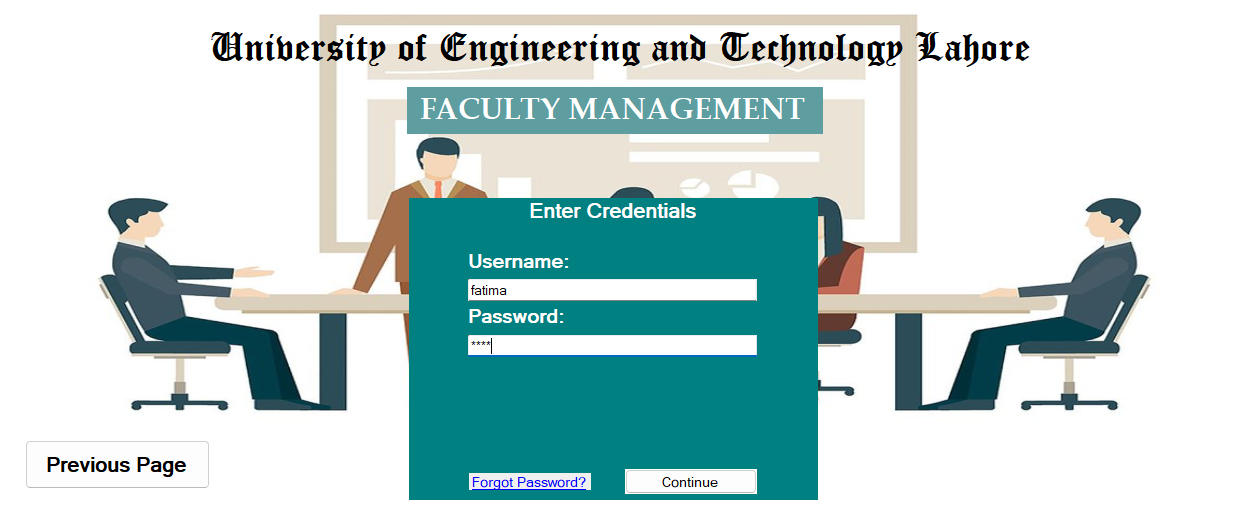 University of Engineering and Technology Lahore
FACULTY MANAGEMENT
Enter Credentials
Username:
fatima
Password:
****
Previous Page
Forgot Password?
Continue